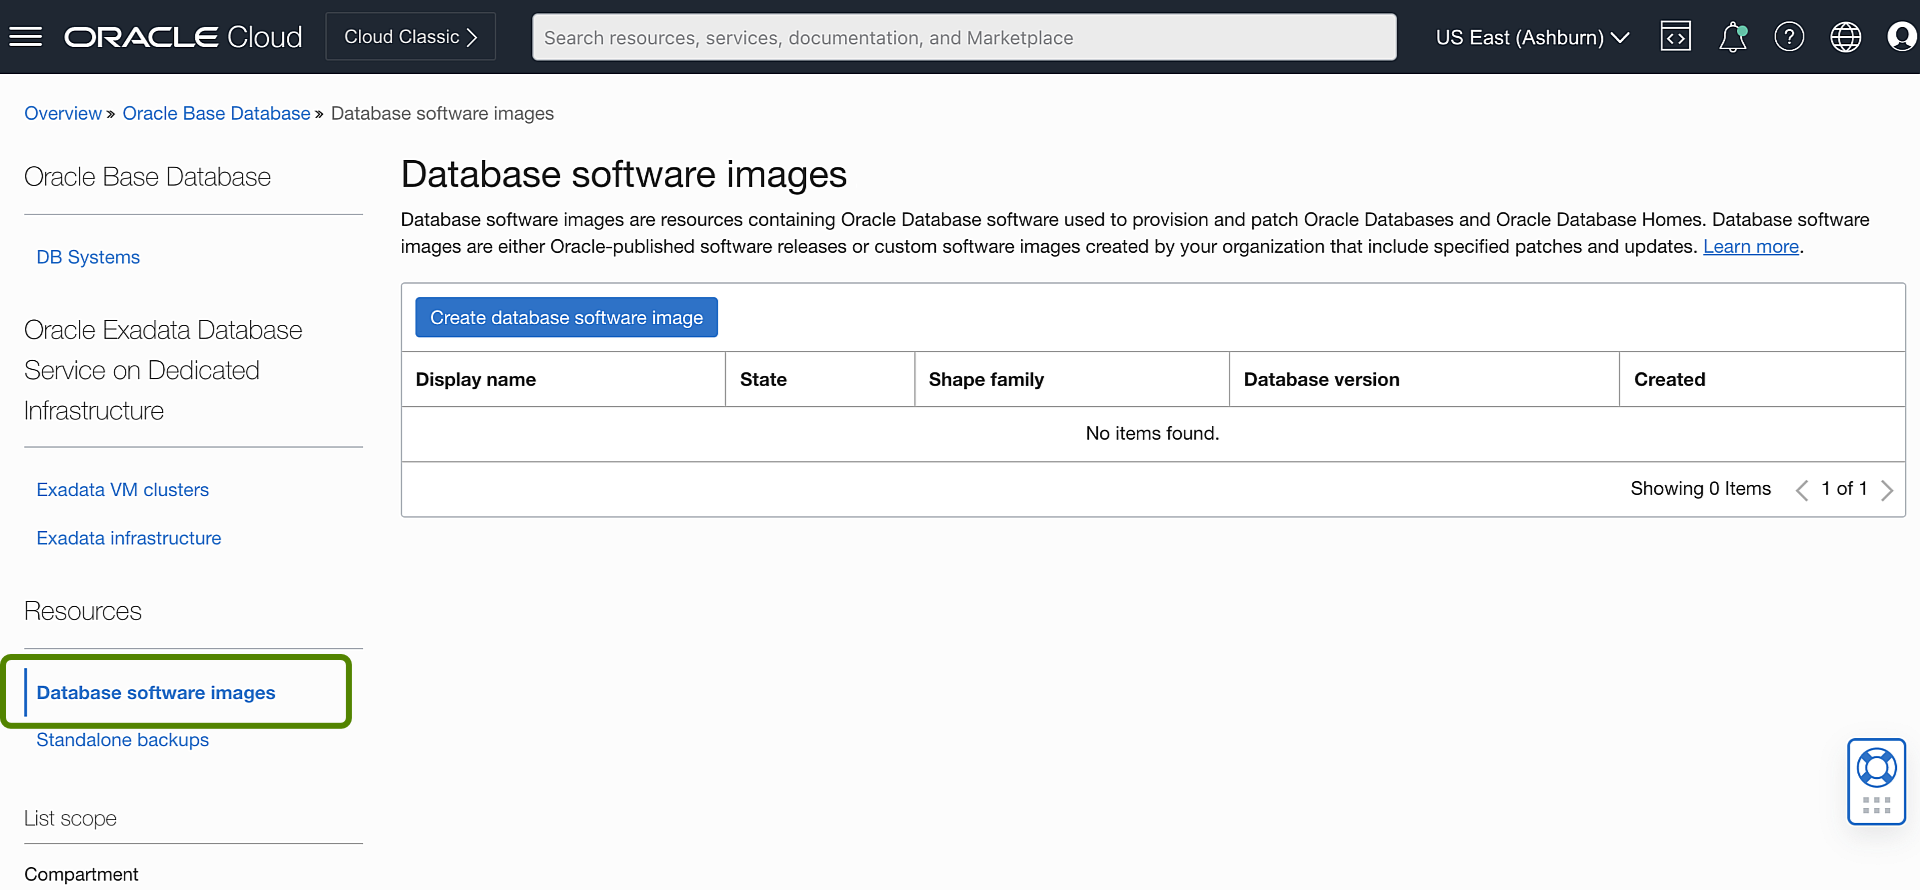 ORACLE Cloud
Cloud Classic
Search resources, services, documentation, and Marketplace
US East (Ashburn)
Overview » Oracle Base Database » Database software images
Oracle Base Database
DB Systems
Oracle Exadata Database
Service on Dedicated
Infrastructure
Exadata VM clusters
Exadata infrastructure
Resources
Database software images
Standalone backups
List scope
Compartment
Database software images
Database software images are resources containing Oracle Database software used to provision and patch Oracle Databases and Oracle Database Homes. Database software
images are either Oracle-published software releases or custom software images created by your organization that include specified patches and updates. Learn more.
Create database software image
Display name State Shape family Database version Created
No items found.
Showing 0 Items 1 of 1